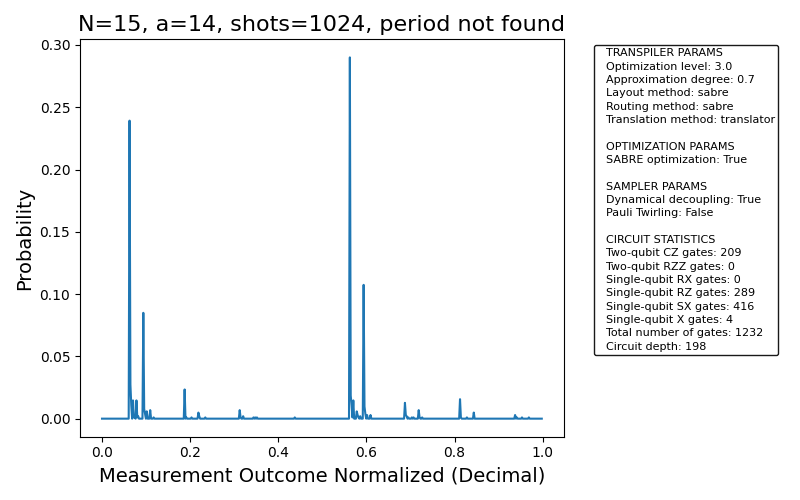 N=15, a=14, shots=1024, period not found
0.30
0.25
0.20
0.15
0.10
0.05
0.00
Probability
0.0 0.2 0.4 0.6 0.8 1.0
Measurement Outcome Normalized (Decimal)
TRANSPILER PARAMS
Optimization level: 3.0
Approximation degree: 0.7
Layout method: sabre
Routing method: sabre
Translation method: translator
OPTIMIZATION PARAMS
SABRE optimization: True
SAMPLER PARAMS
Dynamical decoupling: True
Pauli Twirling: False
CIRCUIT STATISTICS
Two-qubit CZ gates: 209
Two-qubit RZZ gates: 0
Single-qubit RX gates: 0
Single-qubit RZ gates: 289
Single-qubit SX gates: 416
Single-qubit X gates: 4
Total number of gates: 1232
Circuit depth: 198